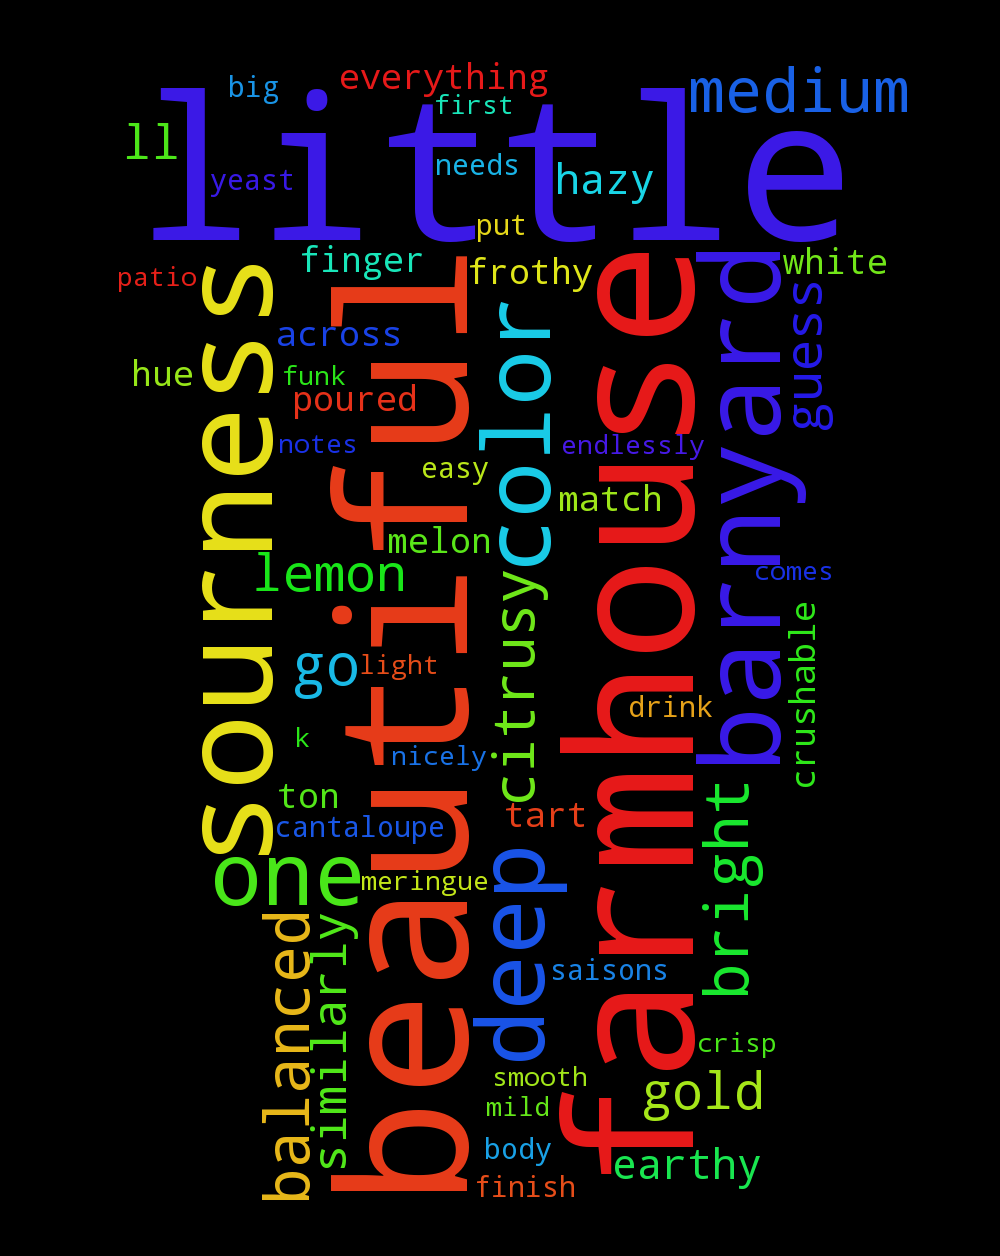 everything
big
medium
first
little
ll
needs
hazy
yeast
put
finger
white
frothy
patio
sourness
beautiful
farmhouse
barnyard
guess
color
across
hue
funk
poured
notes
endlessly
easy
match
melon
lemon
comes
citrusy
crushable
go
light
drink
k
nicely
ton
tart
cantaloupe
bright
one
meringue
deep
balanced
similarly
saisons
crisp
smooth
gold
mild
body
earthy
finish